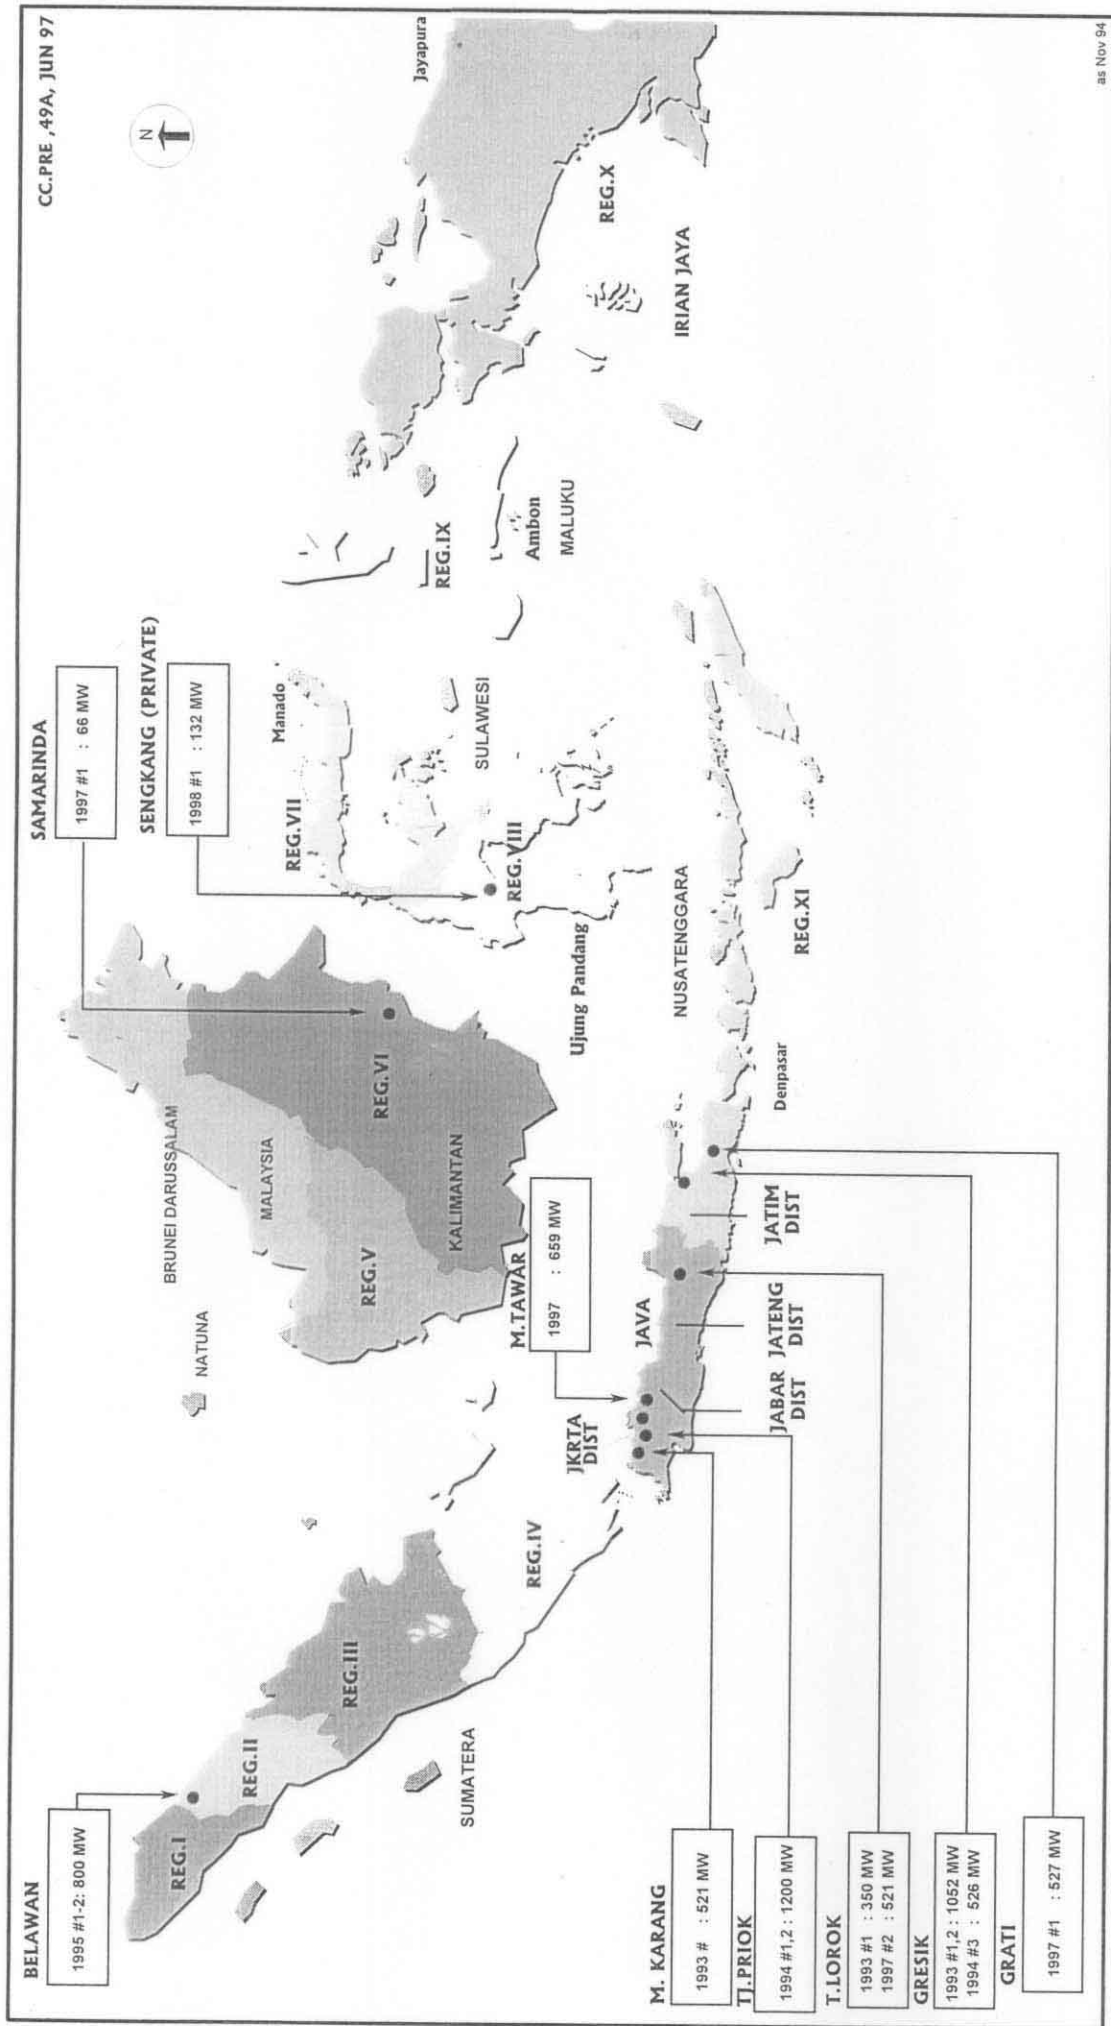 CC.PRE ,49A, JUN 97
N
BELAWAN
1995 #1-2: 800 MW
SAMARINDA
1997 #1 : 66 MW
SENGKANG (PRIVATE)
1998 #1 : 132 MW
BRUNEI DARUSSALAM
NATUNA
MALAYSIA
REG.I
REG.II
REG.III
REG.IV
REG.V
REG.VI
KALIMANTAN
REG.VII
Manado
REG.VIII
SULAWESI
Ujung Pandang
REG.IX
Ambon
MALUKU
Jayapura
REG.X
IRIAN JAYA
SUMATERA
M.TAWAR
1997 : 659 MW
JKRTA
DIST
JAVA
JABAR
DIST
JATENG
DIST
JATIM
DIST
Denpasar
NUSATENGGARA
REG.XI
M. KARANG
1993 # : 521 MW
TJ.PRIOK
1994 #1,2 : 1200 MW
T.LOROK
1993 #1 : 350 MW
1997 #2 : 521 MW
GRESIK
1993 #1,2 : 1052 MW
1994 #3 : 526 MW
GRATI
1997 #1 : 527 MW
as Nov 94